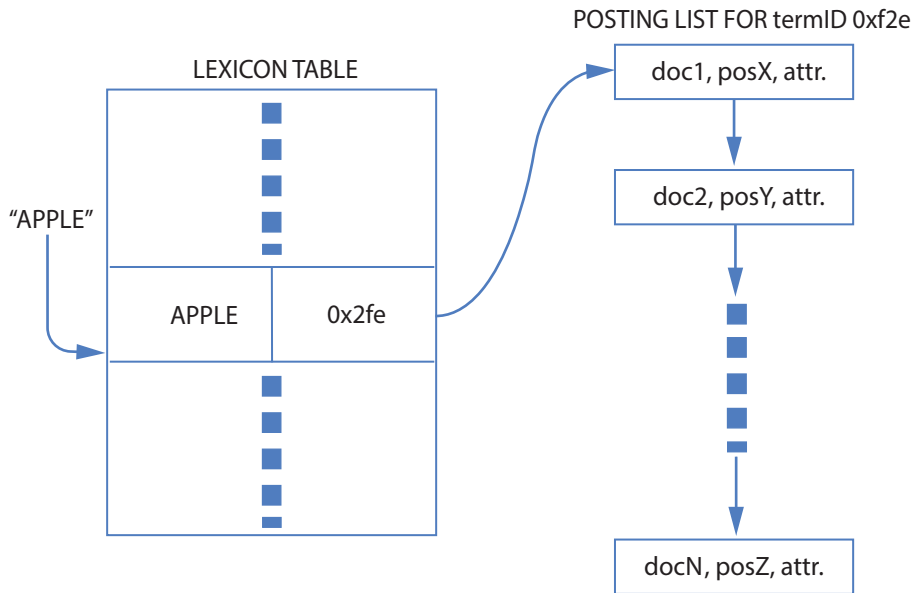 POSTING LIST FOR termID 0xf2e
LEXICON TABLE
doc1, posX, attr.
doc2, posY, attr.
“APPLE”
APPLE
0x2fe
docN, posZ, attr.